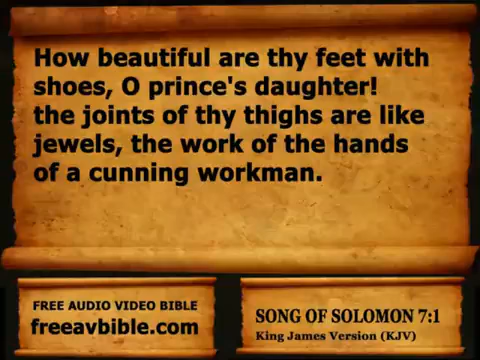 How beautiful are thy feet with
shoes, O prince's daughter!
the joints of thy thighs are like
jewels, the work of the hands
of a cunning workman.
FREE AUDIO VIDEO BIBLE
freeavbible.com
SONG OF SOLOMON 7:1
King James Version (KJV)